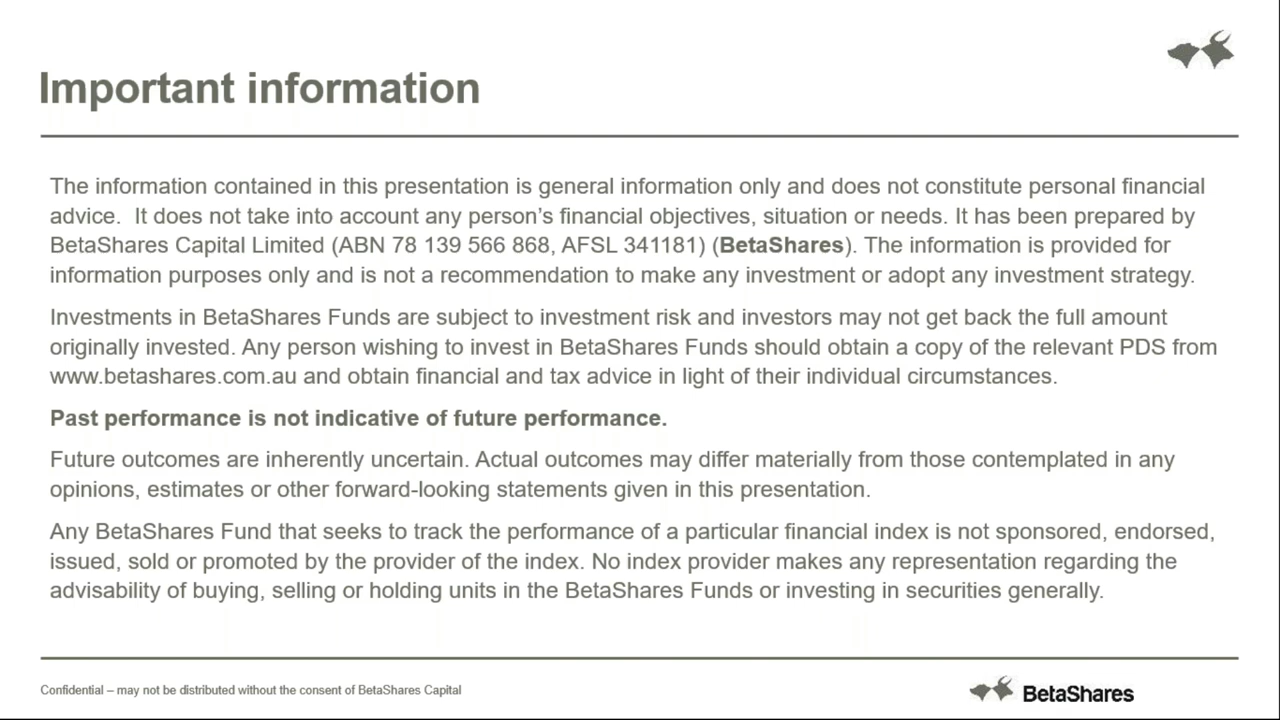 Important information
The information contained in this presentation is general information only and does not constitute personal financial
advice.  It does not take into account any person’s financial objectives, situation or needs. It has been prepared by
BetaShares Capital Limited (ABN 78 139 566 868, AFSL 341181) (BetaShares). The information is provided for
information purposes only and is not a recommendation to make any investment or adopt any investment strategy.
Investments in BetaShares Funds are subject to investment risk and investors may not get back the full amount
originally invested. Any person wishing to invest in BetaShares Funds should obtain a copy of the relevant PDS from
www.betashares.com.au and obtain financial and tax advice in light of their individual circumstances.
Past performance is not indicative of future performance.
Future outcomes are inherently uncertain. Actual outcomes may differ materially from those contemplated in any
opinions, estimates or other forward-looking statements given in this presentation.
Any BetaShares Fund that seeks to track the performance of a particular financial index is not sponsored, endorsed,
issued, sold or promoted by the provider of the index. No index provider makes any representation regarding the
advisability of buying, selling or holding units in the BetaShares Funds or investing in securities generally.
Confidential – may not be distributed without the consent of BetaShares Capital
BetaShares